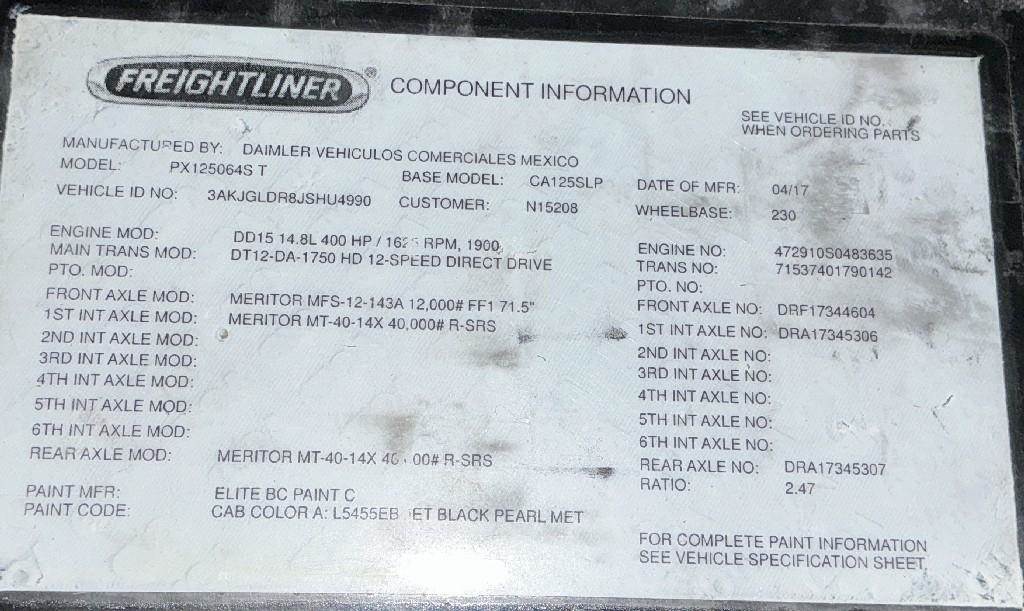 FREIGHTLINER® COMPONENT INFORMATION
SEE VEHICLE ID NO.
WHEN ORDERING PARTS
MANUFACTURED BY: DAIMLER VEHICULOS COMERCIALES MEXICO
MODEL: PX125064S T BASE MODEL: CA125SLP DATE OF MFR: 04/17
VEHICLE ID NO: 3AKJGLDR8JSHU4990 CUSTOMER: N15208 WHEELBASE: 230
ENGINE MOD: DD15 14.8L 400 HP / RPM, 1900 ENGINE NO: 472910S0483635
MAIN TRANS MOD: DT12-DA-1750 HD 12-SPEED DIRECT DRIVE TRANS NO: 71537401790142
PTO. MOD: PTO. NO:
FRONT AXLE MOD: MERITOR MFS-12-143A 12,000# FF1 71.5" FRONT AXLE NO: DRF17344604
1ST INT AXLE MOD: MERITOR MT-40-14X 40,000# R-SRS 1ST INT AXLE NO: DRA17345306
2ND INT AXLE MOD: 2ND INT AXLE NO:
3RD INT AXLE MOD: 3RD INT AXLE NO:
4TH INT AXLE MOD: 4TH INT AXLE NO:
5TH INT AXLE MOD: 5TH INT AXLE NO:
6TH INT AXLE MOD: 6TH INT AXLE NO:
REAR AXLE MOD: MERITOR MT-40-14X R-SRS REAR AXLE NO: DRA17345307
RATIO: 2.47
PAINT MFR: ELITE BC PAINT C
PAINT CODE: CAB COLOR A: L5455EB BLACK PEARL MET
FOR COMPLETE PAINT INFORMATION
SEE VEHICLE SPECIFICATION SHEET